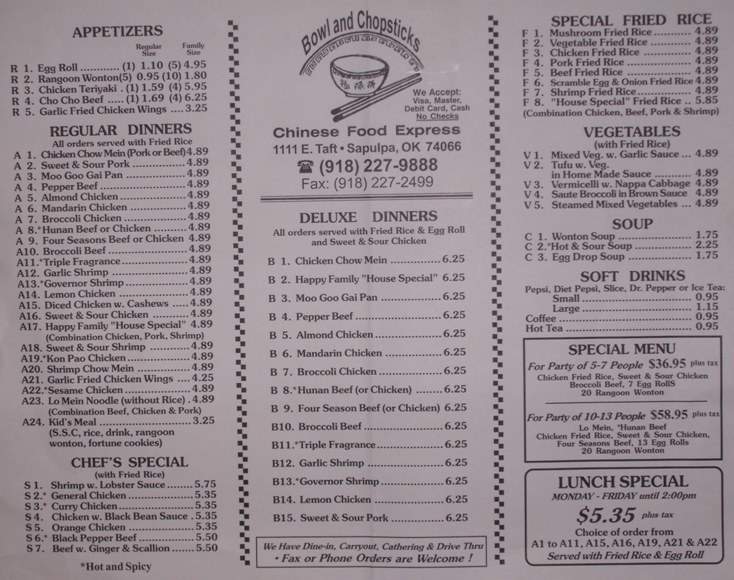 APPETIZERS
Regular Size Family Size
R 1. Egg Roll ............ (1) 1.10 (5) 4.95
R 2. Rangoon Wonton(5) 0.95 (10) 1.80
R 3. Chicken Teriyaki . (1) 1.59 (4) 5.95
R 4. Cho Cho Beef ..... (1) 1.69 (4) 6.25
R 5. Garlic Fried Chicken Wings .... 3.25
REGULAR DINNERS
All orders served with Fried Rice
A 1. Chicken Chow Mein (Pork or Beef) 4.89
A 2. Sweet & Sour Pork ................ 4.89
A 3. Moo Goo Gai Pan ................ 4.89
A 4. Pepper Beef ................ 4.89
A 5. Almond Chicken ................ 4.89
A 6. Mandarin Chicken ................ 4.89
A 7. Broccoli Chicken ................ 4.89
A 8.*Hunan Beef or Chicken .......... 4.89
A 9. Four Seasons Beef or Chicken 4.89
A10. Broccoli Beef ................ 4.89
A11.*Triple Fragrance ................ 4.89
A12. Garlic Shrimp ................ 4.89
A13.*Governor Shrimp ................ 4.89
A14. Lemon Chicken ................ 4.89
A15. Diced Chicken w. Cashews ..... 4.89
A16. Sweet & Sour Chicken .......... 4.89
A17. Happy Family "House Special" 4.89
(Combination Chicken, Pork, Shrimp)
A18. Sweet & Sour Shrimp .......... 4.89
A19.*Kon Pao Chicken ................ 4.89
A20. Shrimp Chow Mein ................ 4.89
A21. Garlic Fried Chicken Wings .... 4.25
A22.*Sesame Chicken ................ 4.89
A23. Lo Mein Noodle (without Rice) . 4.89
(Combination Beef, Chicken & Pork)
A24. Kid's Meal ................ 3.25
(S.S.C, rice, drink, rangoon
wonton, fortune cookies)
CHEF'S SPECIAL
(with Fried Rice)
S 1. Shrimp w. Lobster Sauce ........ 5.75
S 2.* General Chicken ................ 5.35
S 3.* Curry Chicken ................ 5.35
S 4. Chicken w. Black Bean Sauce . 5.35
S 5. Orange Chicken ................ 5.35
S 6.* Black Pepper Beef ................ 5.50
S 7. Beef w. Ginger & Scallion ....... 5.50
*Hot and Spicy
Bowl and Chopsticks
We Accept:
Visa, Master,
Debit Card, Cash
No Checks
Chinese Food Express
1111 E. Taft • Sapulpa, OK 74066
☎ (918) 227-9888
Fax: (918) 227-2499
DELUXE DINNERS
All orders served with Fried Rice & Egg Roll
and Sweet & Sour Chicken
B 1. Chicken Chow Mein ................ 6.25
B 2. Happy Family "House Special" 6.25
B 3. Moo Goo Gai Pan ................ 6.25
B 4. Pepper Beef ................ 6.25
B 5. Almond Chicken ................ 6.25
B 6. Mandarin Chicken ................ 6.25
B 7. Broccoli Chicken ................ 6.25
B 8.*Hunan Beef (or Chicken) ....... 6.25
B 9. Four Season Beef (or Chicken) 6.25
B10. Broccoli Beef ................ 6.25
B11.*Triple Fragrance ................ 6.25
B12. Garlic Shrimp ................ 6.25
B13.*Governor Shrimp ................ 6.25
B14. Lemon Chicken ................ 6.25
B15. Sweet & Sour Pork ................ 6.25
We Have Dine-in, Carryout, Cathering & Drive Thru
• Fax or Phone Orders are Welcome !
SPECIAL FRIED RICE
F 1. Mushroom Fried Rice ........... 4.89
F 2. Vegetable Fried Rice ........... 4.89
F 3. Chicken Fried Rice ........... 4.89
F 4. Pork Fried Rice ........... 4.89
F 5. Beef Fried Rice ........... 4.89
F 6. Scramble Egg & Onion Fried Rice 4.89
F 7. Shrimp Fried Rice ........... 4.89
F 8. "House Special" Fried Rice .. 5.85
(Combination Chicken, Beef, Pork & Shrimp)
VEGETABLES
(with Fried Rice)
V 1. Mixed Veg. w. Garlic Sauce ... 4.89
V 2. Tufu w. Veg.
in Home Made Sauce ........... 4.89
V 3. Vermicelli w. Nappa Cabbage 4.89
V 4. Saute Broccoli in Brown Sauce 4.89
V 5. Steamed Mixed Vegetables ... 4.89
SOUP
C 1. Wonton Soup ................ 1.75
C 2.*Hot & Sour Soup ................ 2.25
C 3. Egg Drop Soup ................ 1.75
SOFT DRINKS
Pepsi, Diet Pepsi, Slice, Dr. Pepper or Ice Tea:
Small ................ 0.95
Large ................ 1.15
Coffee ................ 0.95
Hot Tea ................ 0.95
SPECIAL MENU
For Party of 5-7 People $36.95 plus tax
Chicken Fried Rice, Sweet & Sour Chicken
Broccoli Beef, 7 Egg RollS
20 Rangoon Wonton
For Party of 10-13 People $58.95 plus tax
Lo Mein, *Hunan Beef
Chicken Fried Rice, Sweet & Sour Chicken,
Four Seasons Beef, 13 Egg Rolls
20 Rangoon Wonton
LUNCH SPECIAL
MONDAY - FRIDAY until 2:00pm
$5.35 plus tax
Choice of order from
A1 to A11, A15, A16, A19, A21 & A22
Served with Fried Rice & Egg Roll